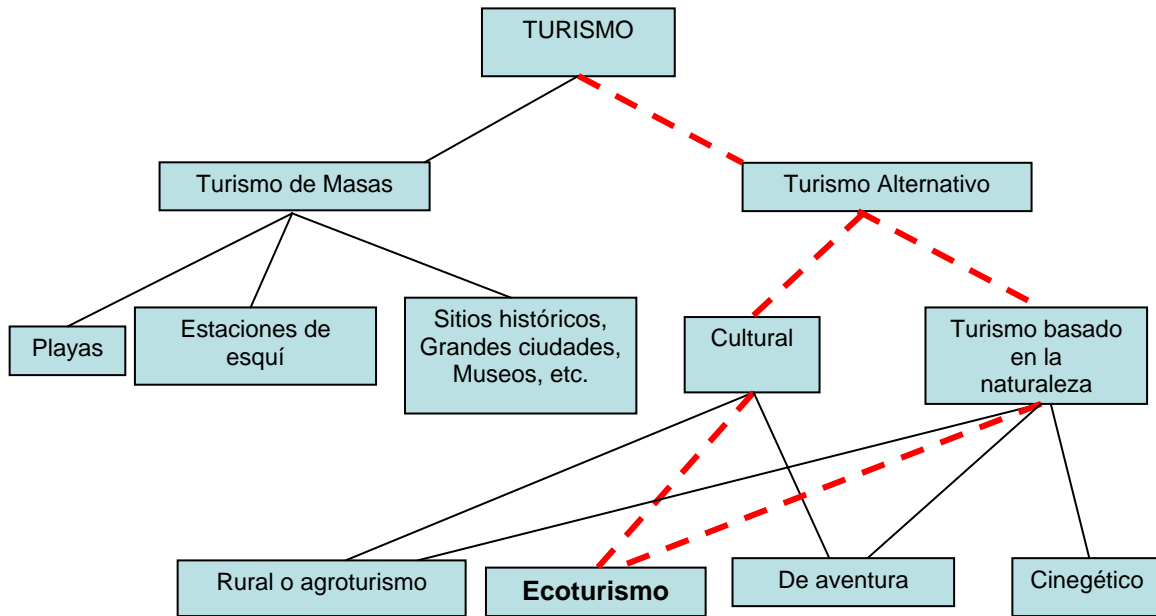 TURISMO
Turismo de Masas
Turismo Alternativo
Playas
Estaciones de
esquí
Sitios históricos,
Grandes ciudades,
Museos, etc.
Cultural
Turismo basado
en la
naturaleza
Rural o agroturismo
Ecoturismo
De aventura
Cinegético